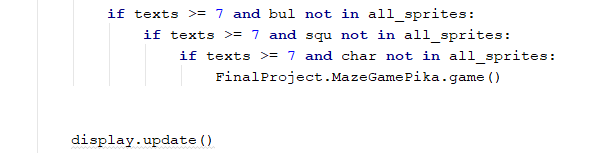 if texts >= 7 and bul not in all_sprites:
if texts >= 7 and squ not in all_sprites:
if texts >= 7 and char not in all_sprites:
FinalProject.MazeGamePika.game()
display.update()